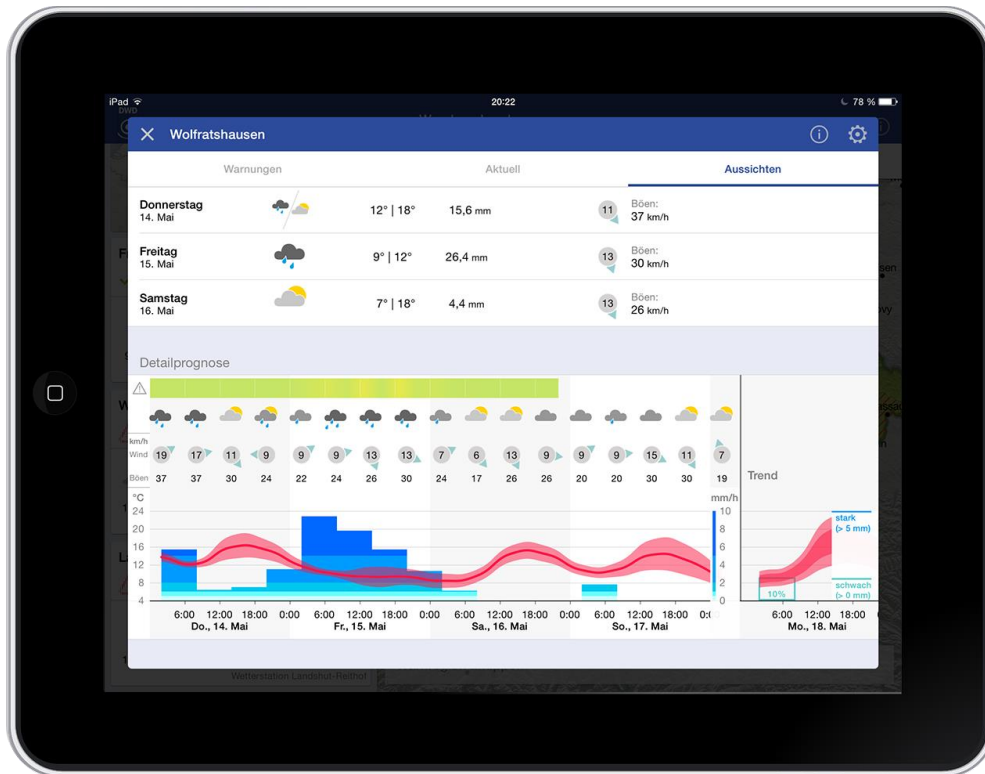 iPad 20:22 78 %
DWD
Wolfratshausen
Warnungen Aktuell Aussichten
Donnerstag 12° | 18° 15,6 mm 11 Böen:
14. Mai 37 km/h
Freitag 9° | 12° 26,4 mm 13 Böen:
15. Mai 30 km/h
Samstag 7° | 18° 4,4 mm 13 Böen:
16. Mai 26 km/h
Detailprognose
km/h
Wind 19 17 11 9 9 9 13 13 7 6 13 9 9 9 15 11 7
Böen 37 37 30 24 22 24 26 30 24 17 26 26 20 20 30 30 19
Trend
°C mm/h
24 10 stark
20 8 (> 5 mm)
16 6
12 4
8 2 10% schwach
4 0 (> 0 mm)
6:00 12:00 18:00 0:00 6:00 12:00 18:00 0:00 6:00 12:00 18:00 0:00 6:00 12:00 18:00 0:0 6:00 12:00 18:00
Do., 14. Mai Fr., 15. Mai Sa., 16. Mai So., 17. Mai Mo., 18. Mai
Wetterstation Landshut-Reithof